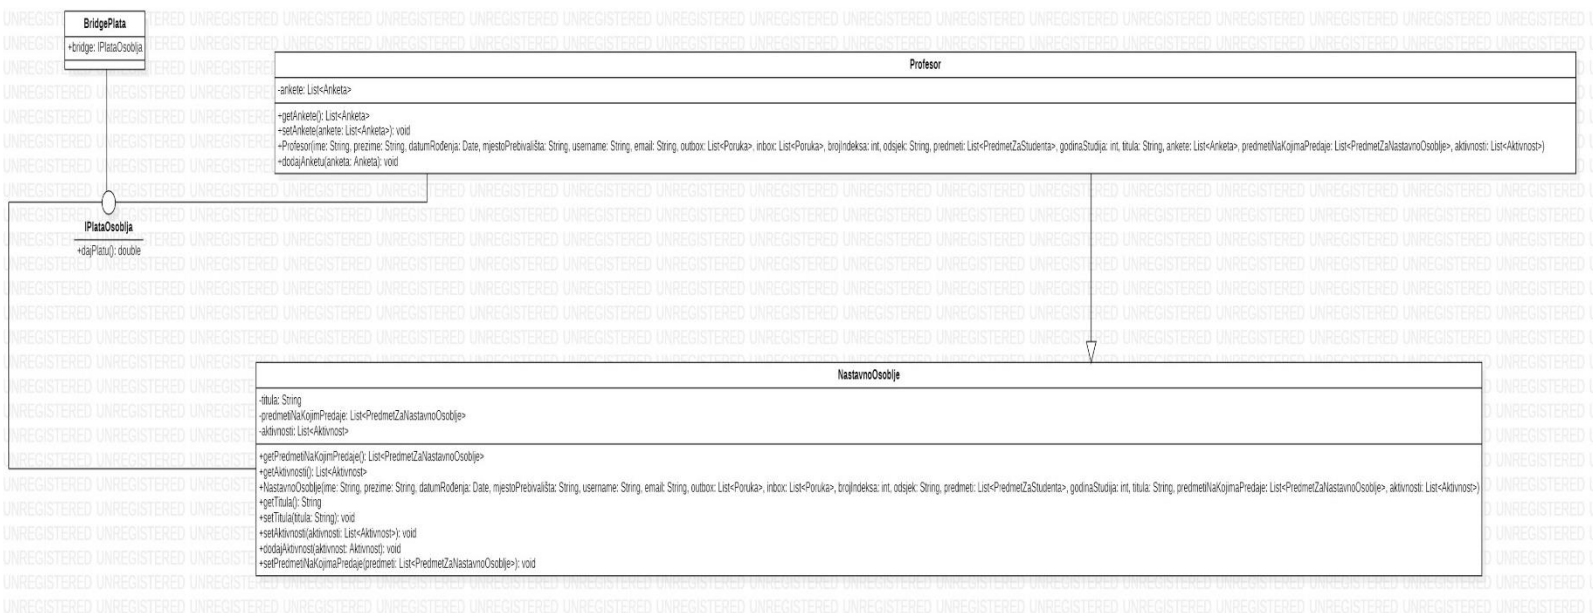 BridgePlata
+bridge: IPlataOsoblja
IPlataOsoblja
+dajPlatu(): double
Profesor
-ankete: List<Anketa>
+getAnkete(): List<Anketa>
+setAnkete(ankete: List<Anketa>): void
+Profesor(ime: String, prezime: String, datumRođenja: Date, mjestoPrebivališta: String, username: String, email: String, outbox: List<Poruka>, inbox: List<Poruka>, brojIndeksa: int, odsjek: String, predmeti: List<PredmetZaStudenta>, godinaStudija: int, titula: String, ankete: List<Anketa>, predmetiNaKojimaPredaje: List<PredmetZaNastavnoOsoblje>, aktivnosti: List<Aktivnost>)
+dodajAnketu(anketa: Anketa): void
NastavnoOsoblje
-titula: String
-predmetiNaKojimPredaje: List<PredmetZaNastavnoOsoblje>
-aktivnosti: List<Aktivnost>
+getPredmetiNaKojimPredaje(): List<PredmetZaNastavnoOsoblje>
+getAktivnosti(): List<Aktivnost>
+NastavnoOsoblje(ime: String, prezime: String, datumRođenja: Date, mjestoPrebivališta: String, username: String, email: String, outbox: List<Poruka>, inbox: List<Poruka>, brojIndeksa: int, odsjek: String, predmeti: List<PredmetZaStudenta>, godinaStudija: int, titula: String, predmetiNaKojimaPredaje: List<PredmetZaNastavnoOsoblje>, aktivnosti: List<Aktivnost>)
+getTitula(): String
+setTitula(titula: String): void
+setAktivnosti(aktivnosti: List<Aktivnost>): void
+dodajAktivnost(aktivnost: Aktivnost): void
+setPredmetiNaKojimaPredaje(predmeti: List<PredmetZaNastavnoOsoblje>): void